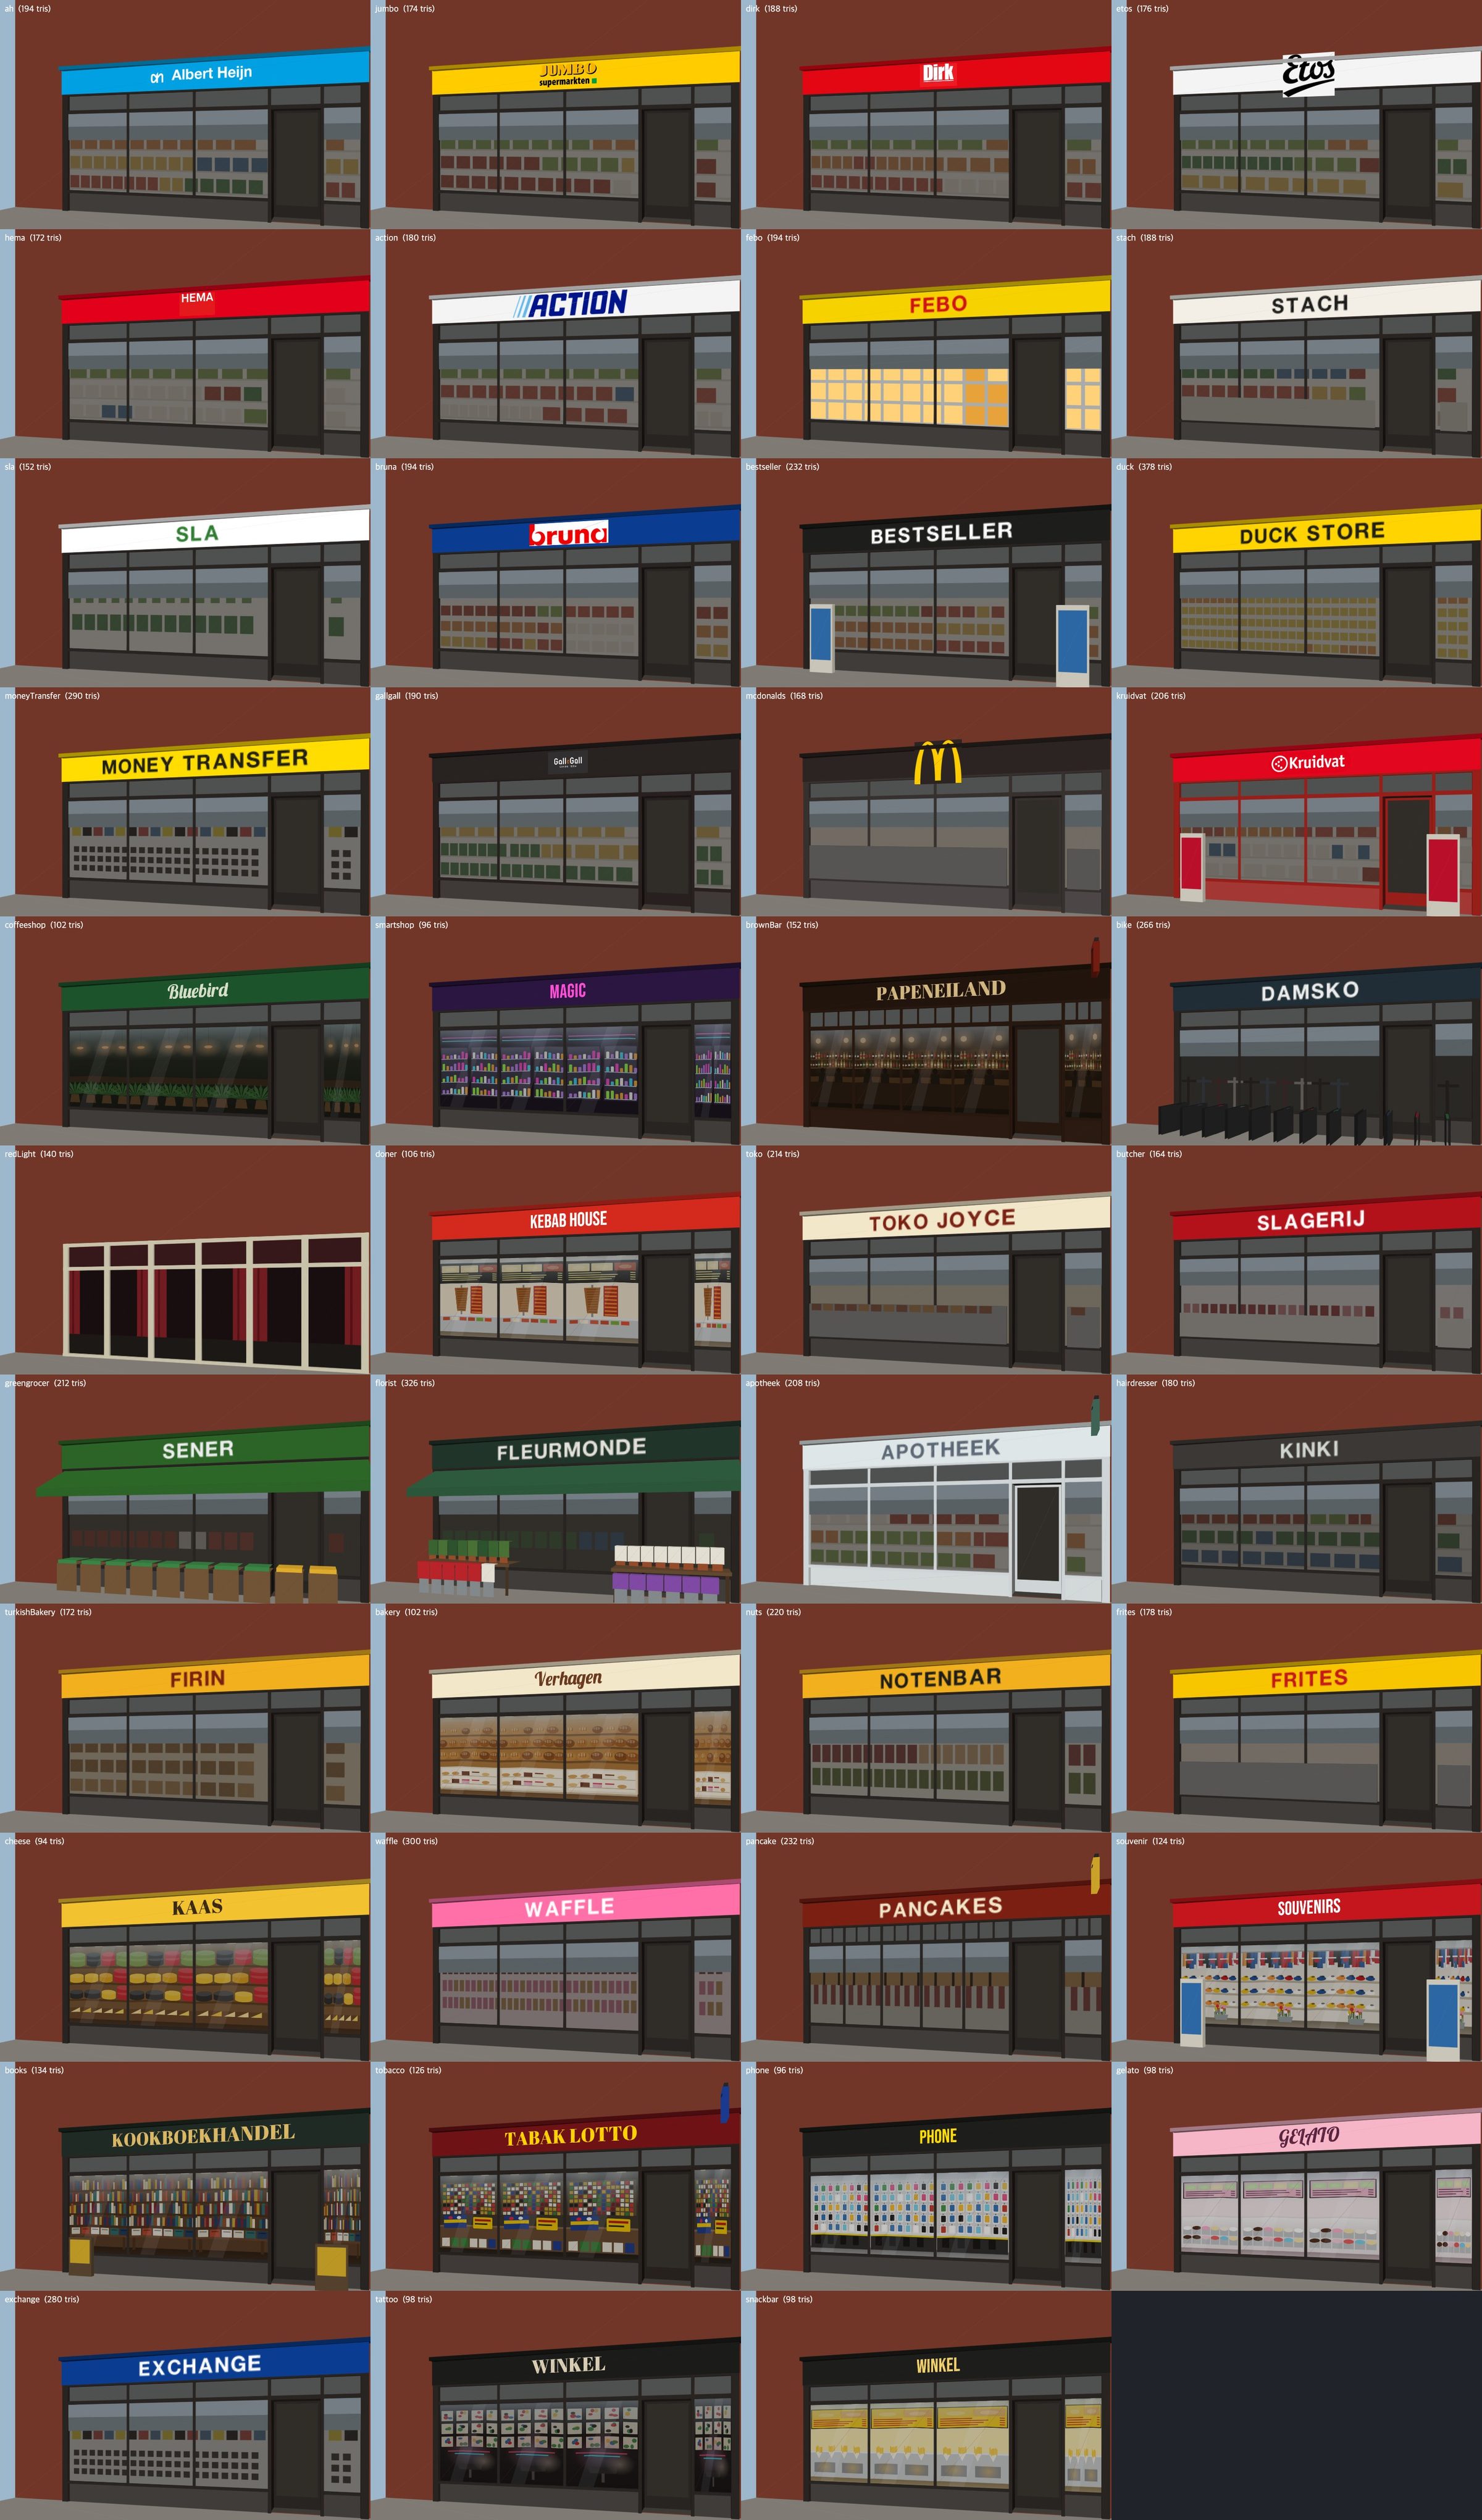 ah (194 tris)
jumbo (174 tris)
dirk (188 tris)
etos (176 tris)
ah Albert Heijn
JUMBO
supermarkten
Dirk
Etos
hema (172 tris)
action (180 tris)
febo (194 tris)
stach (188 tris)
HEMA
ACTION
FEBO
STACH
sla (152 tris)
bruna (194 tris)
bestseller (232 tris)
duck (378 tris)
SLA
bruna
BESTSELLER
DUCK STORE
moneyTransfer (290 tris)
gallgall (190 tris)
mcdonalds (168 tris)
kruidvat (206 tris)
MONEY TRANSFER
Gall&Gall
Kruidvat
coffeeshop (102 tris)
smartshop (96 tris)
brownBar (152 tris)
bike (266 tris)
Bluebird
MAGIC
PAPENEILAND
DAMSKO
redLight (140 tris)
doner (106 tris)
toko (214 tris)
butcher (164 tris)
KEBAB HOUSE
TOKO JOYCE
SLAGERIJ
greengrocer (212 tris)
florist (326 tris)
apotheek (208 tris)
hairdresser (180 tris)
SENER
FLEURMONDE
APOTHEEK
KINKI
turkishBakery (172 tris)
bakery (102 tris)
nuts (220 tris)
frites (178 tris)
FIRIN
Verhagen
NOTENBAR
FRITES
cheese (94 tris)
waffle (300 tris)
pancake (232 tris)
souvenir (124 tris)
KAAS
WAFFLE
PANCAKES
SOUVENIRS
books (134 tris)
tobacco (126 tris)
phone (96 tris)
gelato (98 tris)
KOOKBOEKHANDEL
TABAK LOTTO
PHONE
GELATO
exchange (280 tris)
tattoo (98 tris)
snackbar (98 tris)
EXCHANGE
WINKEL
WINKEL